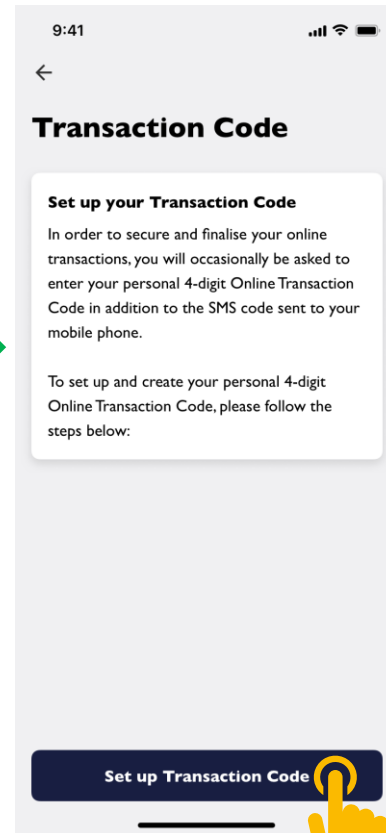 9:41
Transaction Code
Set up your Transaction Code
In order to secure and finalise your online
transactions, you will occasionally be asked to
enter your personal 4-digit Online Transaction
Code in addition to the SMS code sent to your
mobile phone.
To set up and create your personal 4-digit
Online Transaction Code, please follow the
steps below:
Set up Transaction Code